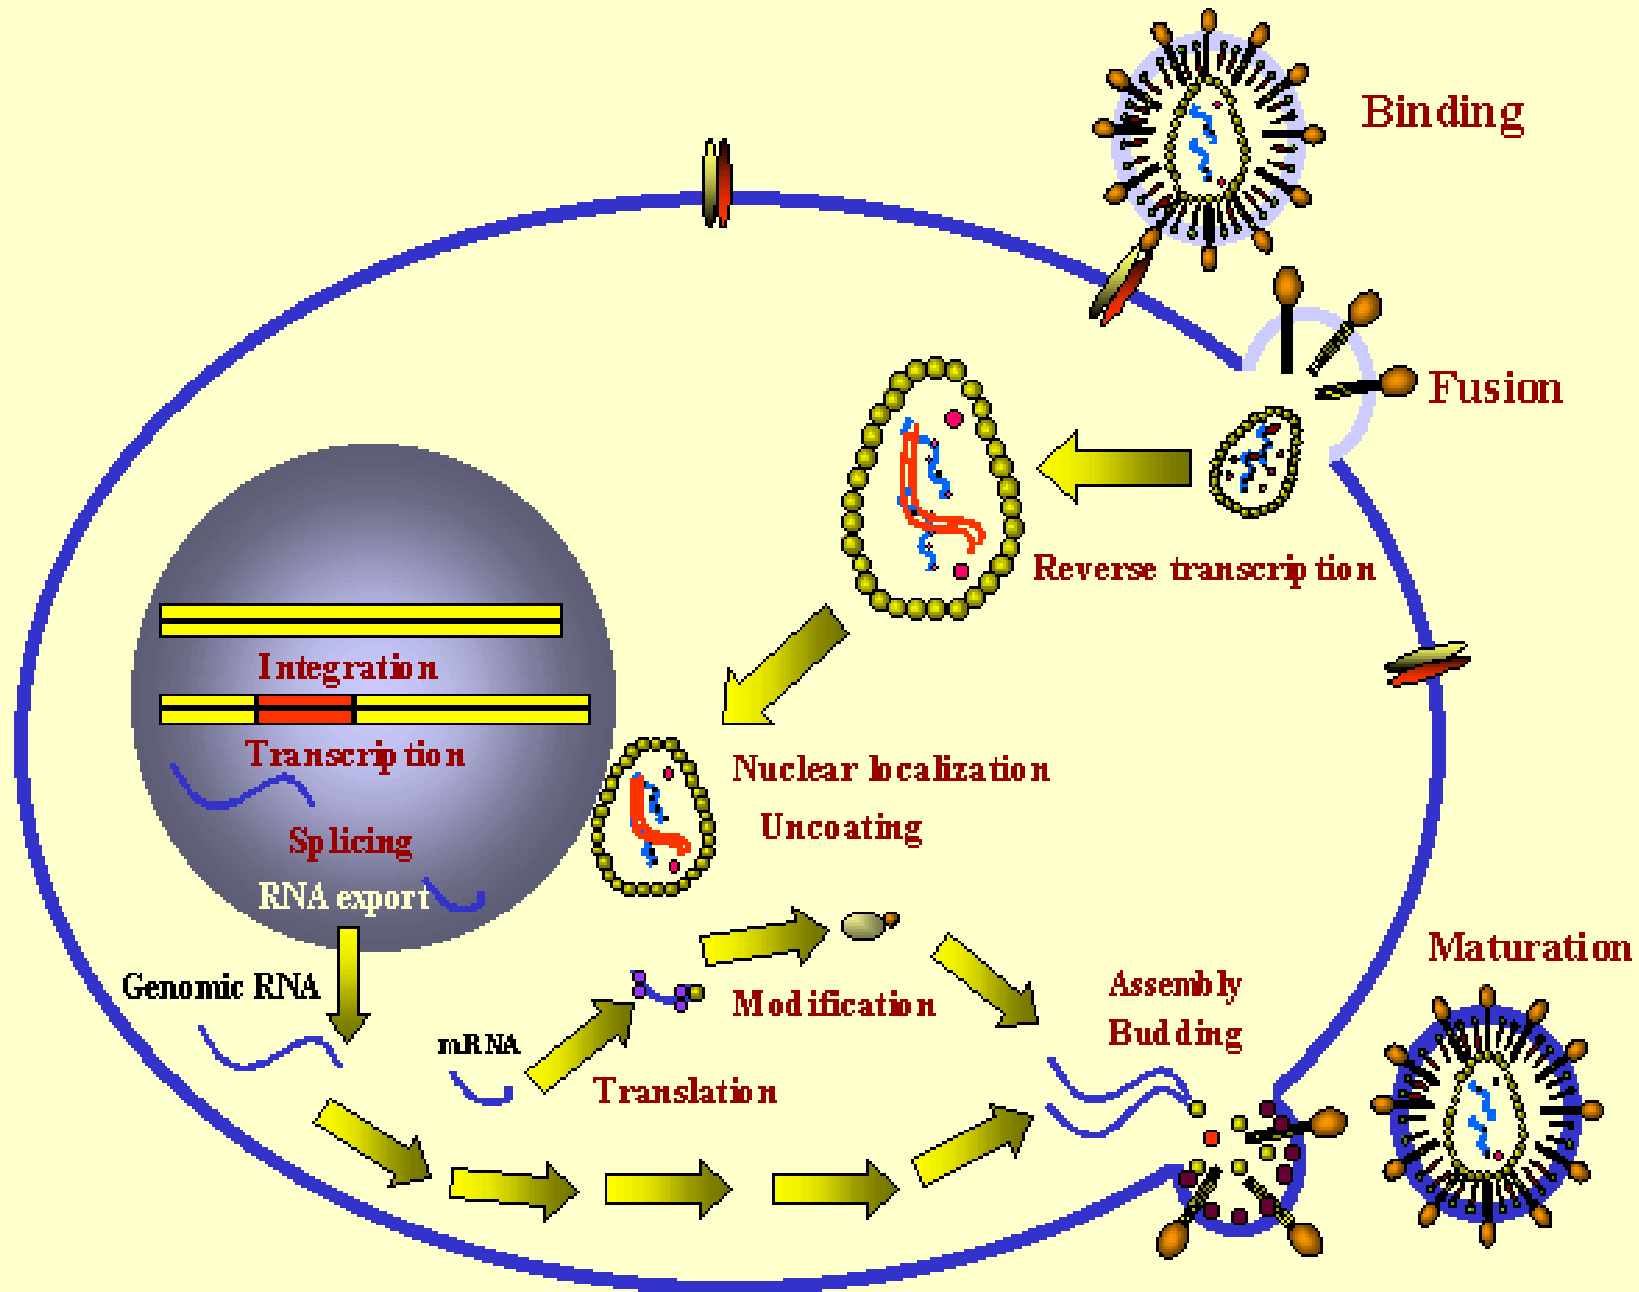 Binding
Fusion
Reverse transcription
Integration
Transcription
Nuclear localization
Uncoating
Splicing
RNA export
Maturation
Genomic RNA
Modification
Assembly
Budding
mRNA
Translation